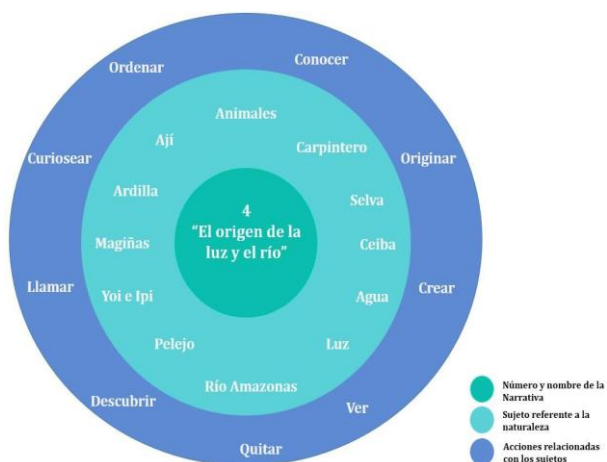 Ordenar
Conocer
Curiosear
Originar
Llamar
Crear
Descubrir
Ver
Quitar
Animales
Ají
Carpintero
Ardilla
Selva
Magiñas
Ceiba
Yoi e Ipi
Agua
Pelejo
Luz
Río Amazonas
4
“El origen de la
luz y el río”
Número y nombre de la
Narrativa
Sujeto referente a la
naturaleza
Acciones relacionadas
con los sujetos